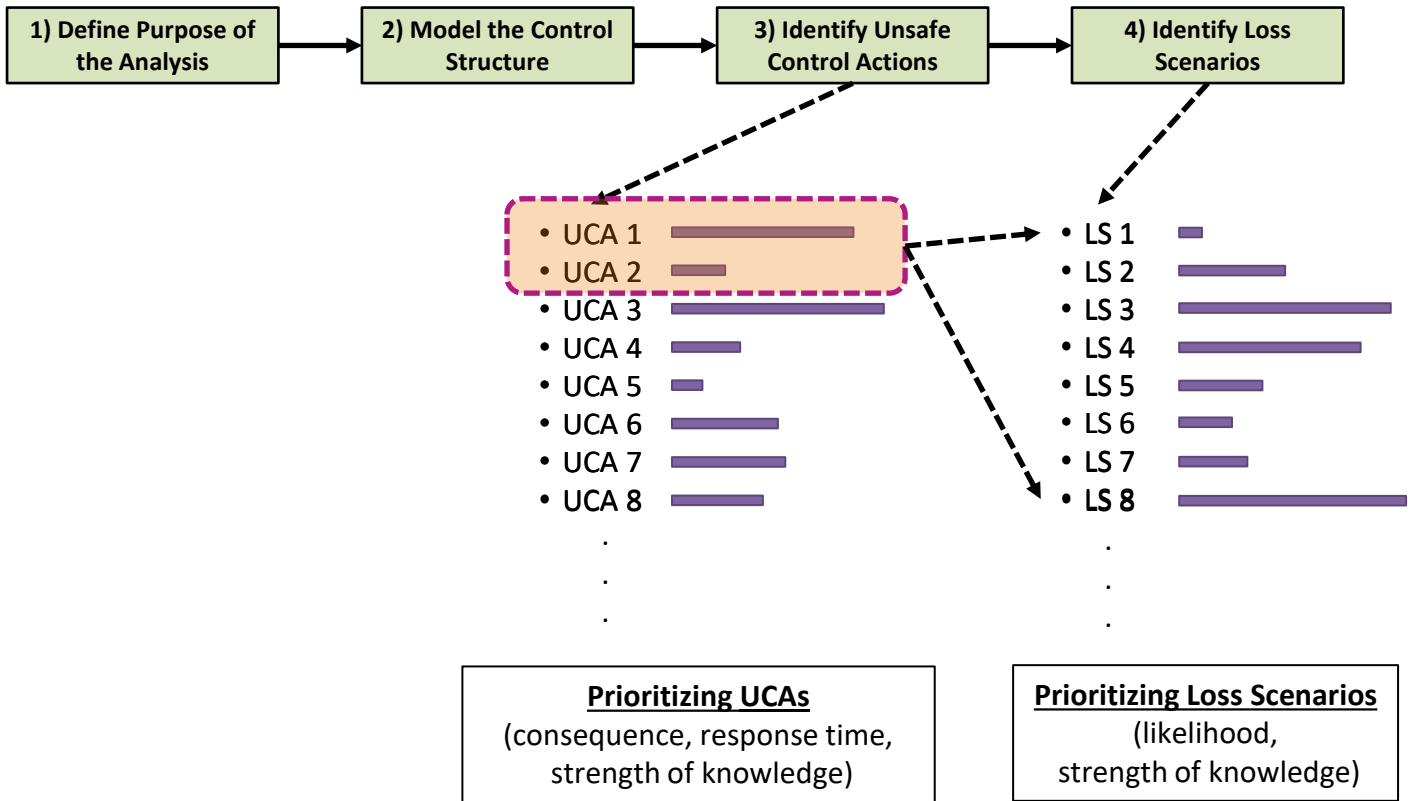 1) Define Purpose of
the Analysis
2) Model the Control
Structure
3) Identify Unsafe
Control Actions
4) Identify Loss
Scenarios
• UCA 1
• UCA 2
• UCA 3
• UCA 4
• UCA 5
• UCA 6
• UCA 7
• UCA 8
.
.
.
• LS 1
• LS 2
• LS 3
• LS 4
• LS 5
• LS 6
• LS 7
• LS 8
.
.
.
Prioritizing UCAs
(consequence, response time,
strength of knowledge)
Prioritizing Loss Scenarios
(likelihood,
strength of knowledge)